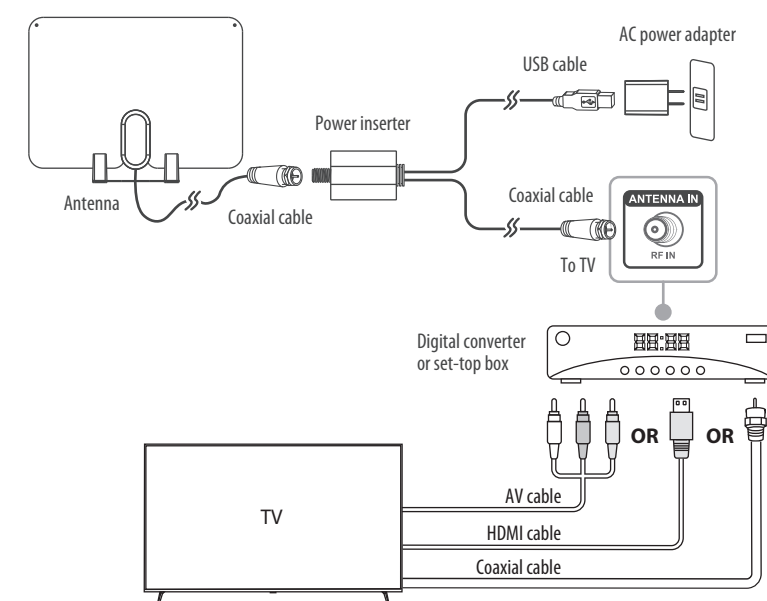 AC power adapter
USB cable
Power inserter
Antenna
Coaxial cable
Coaxial cable
ANTENNA IN
RF IN
To TV
Digital converter
or set-top box
88:88
OR
OR
TV
AV cable
HDMI cable
Coaxial cable